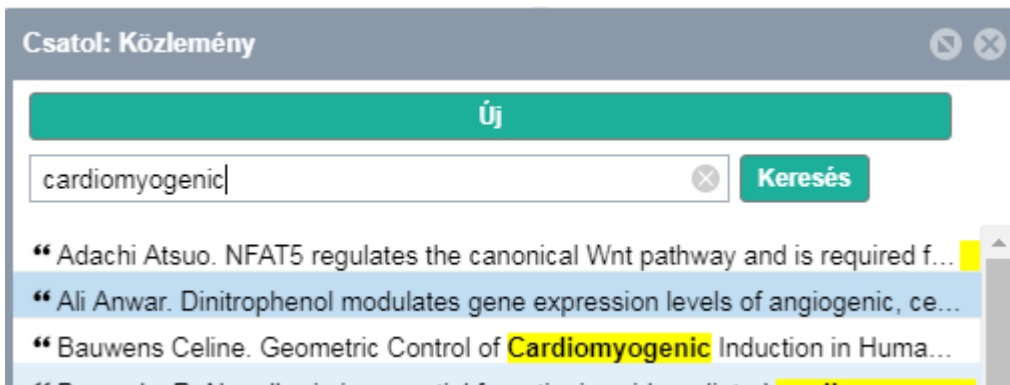 Csatol: Közlemény
Új
cardiomyogenic
Keresés
“ Adachi Atsuo. NFAT5 regulates the canonical Wnt pathway and is required f...
“ Ali Anwar. Dinitrophenol modulates gene expression levels of angiogenic, ce...
“ Bauwens Celine. Geometric Control of Cardiomyogenic Induction in Huma...